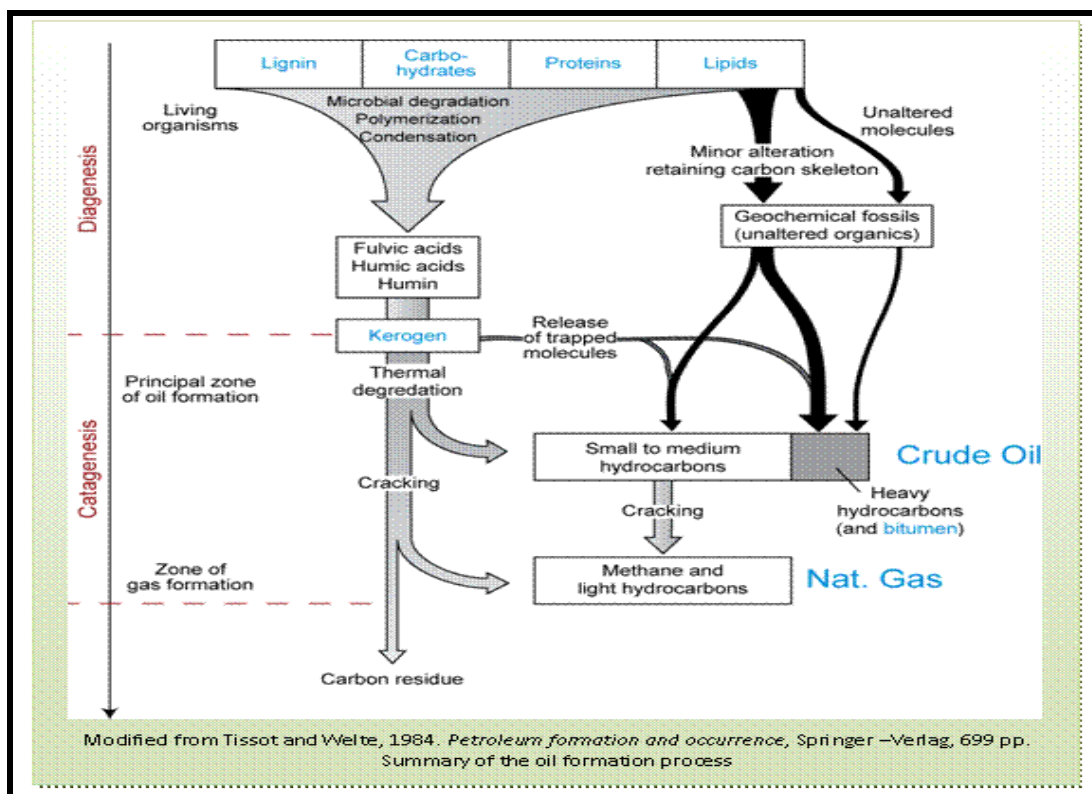 Lignin
Carbo-
hydrates
Proteins
Lipids
Living
organisms
Microbial degradation
Polymerization
Condensation
Unaltered
molecules
Minor alteration
retaining carbon skeleton
Diagenesis
Geochemical fossils
(unaltered organics)
Fulvic acids
Humic acids
Humin
Kerogen
Release
of trapped
molecules
Thermal
degredation
Principal zone
of oil formation
Catagenesis
Small to medium
hydrocarbons
Crude Oil
Cracking
Cracking
Heavy
hydrocarbons
(and bitumen)
Zone of
gas formation
Methane and
light hydrocarbons
Nat. Gas
Carbon residue
Modified from Tissot and Welte, 1984. Petroleum formation and occurrence, Springer –Verlag, 699 pp.
Summary of the oil formation process